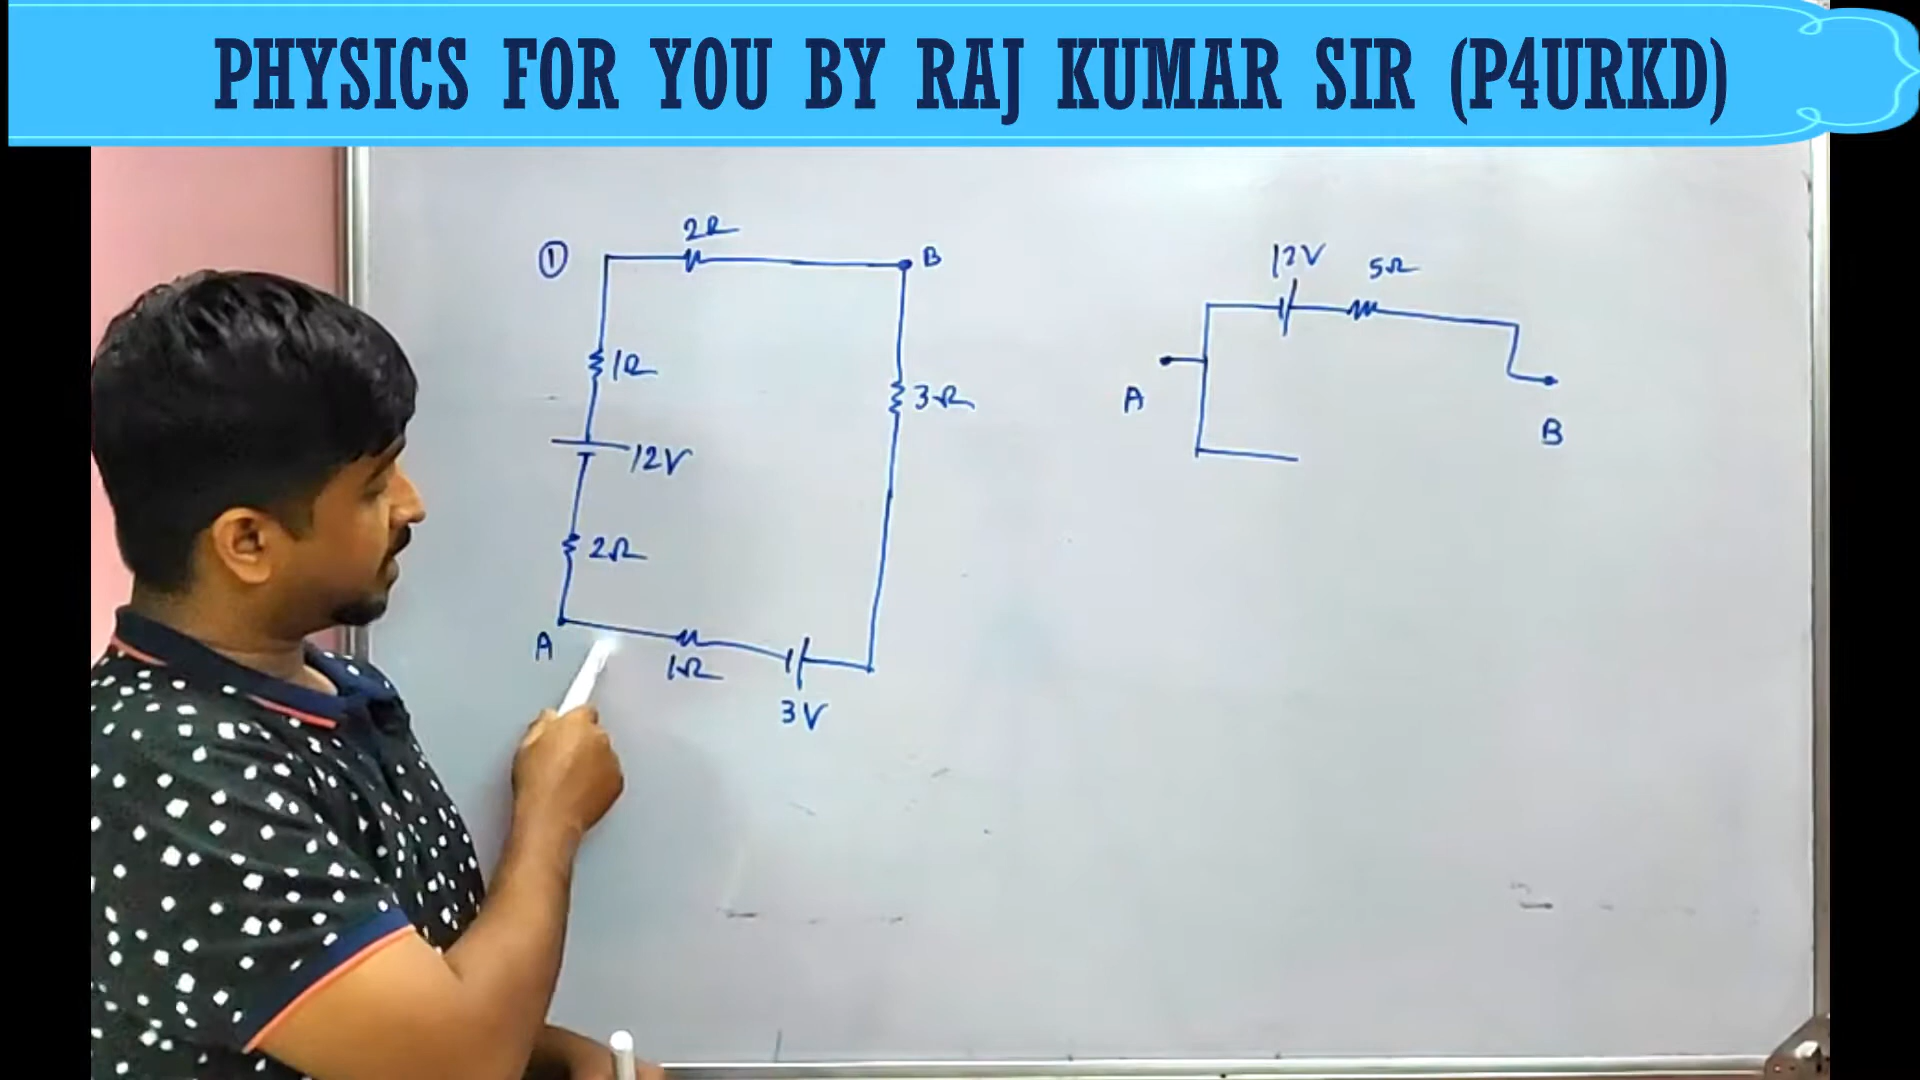 PHYSICS FOR YOU BY RAJ KUMAR SIR (P4URKD)
① 2Ω B
1Ω
12V
2Ω
A
1Ω
3V
3Ω
12V 5Ω
A
B